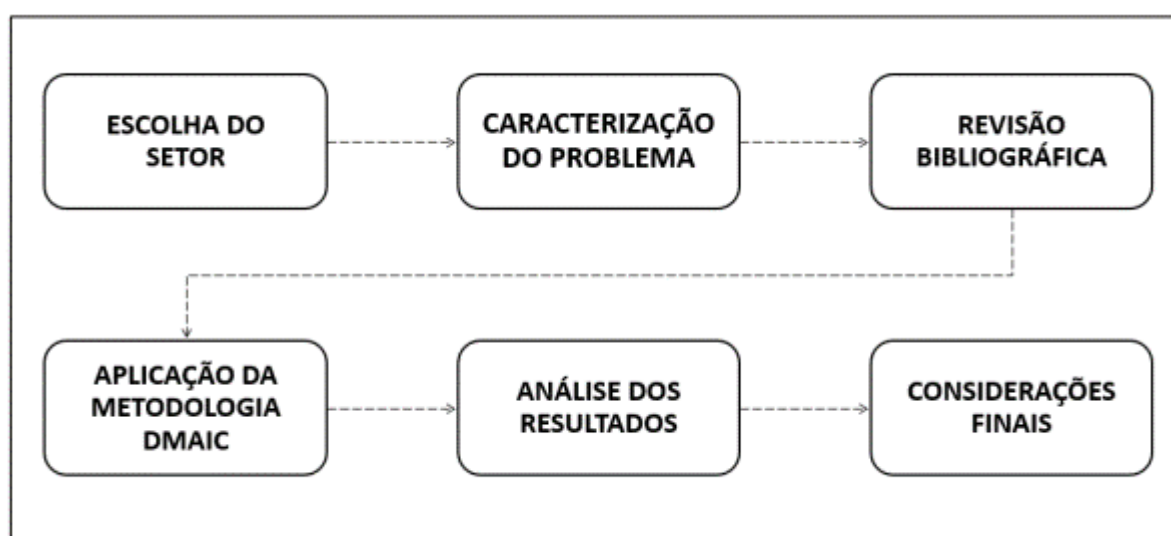 ESCOLHA DO
SETOR
CARACTERIZAÇÃO
DO PROBLEMA
REVISÃO
BIBLIOGRÁFICA
APLICAÇÃO DA
METODOLOGIA
DMAIC
ANÁLISE DOS
RESULTADOS
CONSIDERAÇÕES
FINAIS